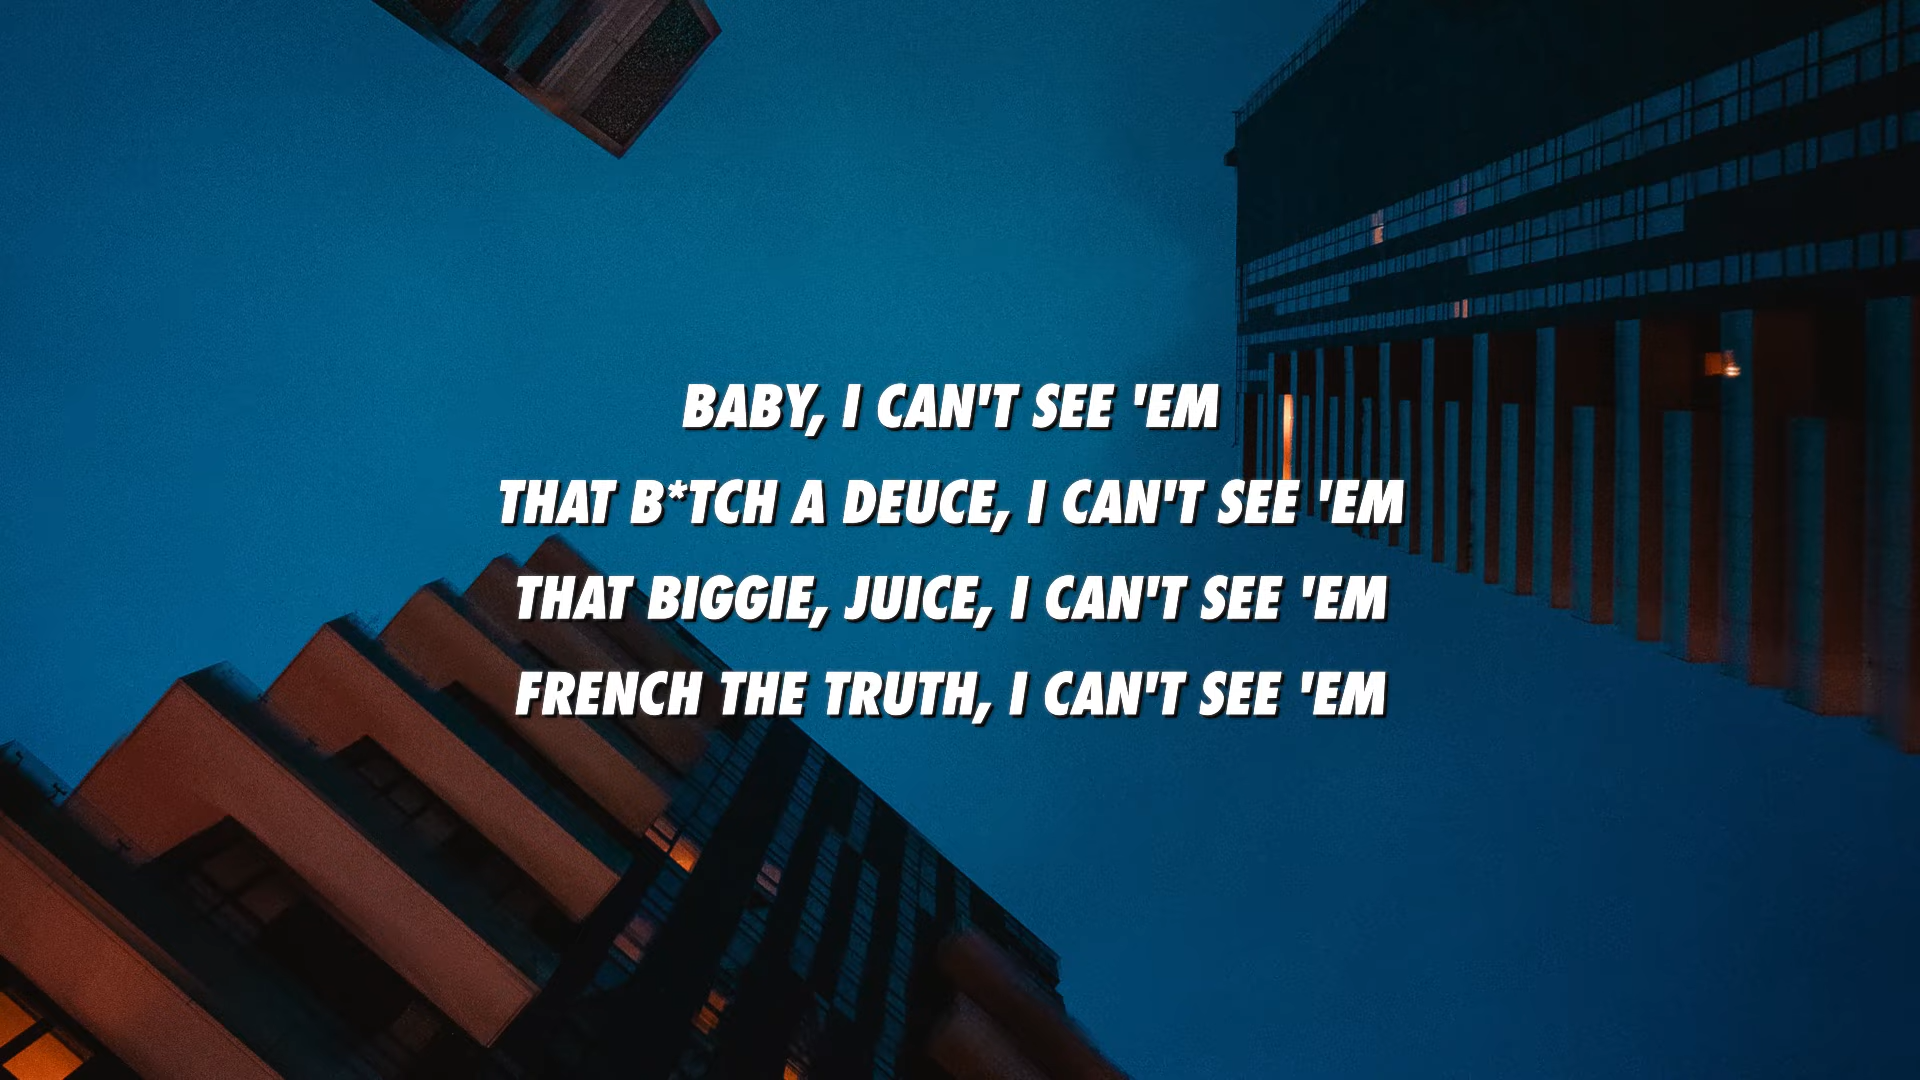 BABY, I CAN'T SEE 'EM
THAT B*TCH A DEUCE, I CAN'T SEE 'EM
THAT BIGGIE, JUICE, I CAN'T SEE 'EM
FRENCH THE TRUTH, I CAN'T SEE 'EM